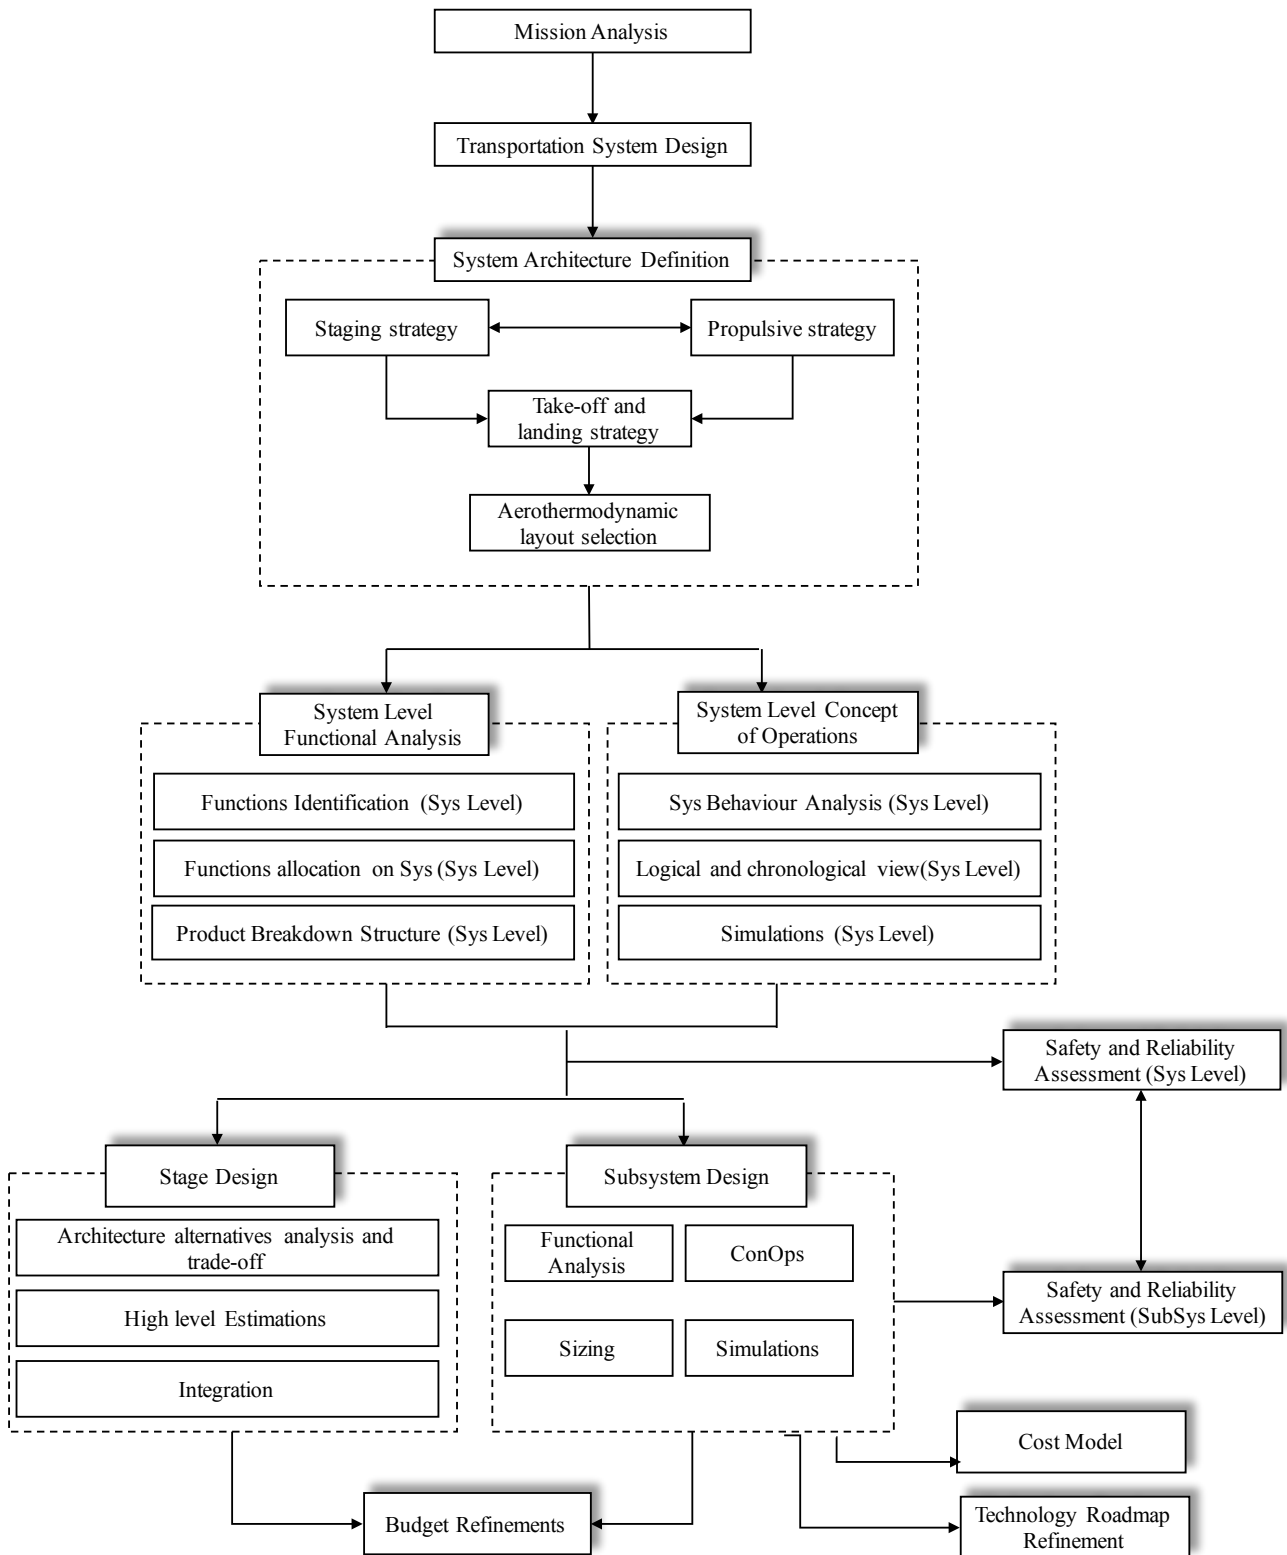 Mission Analysis
Transportation System Design
System Architecture Definition
Staging strategy
Propulsive strategy
Take-off and
landing strategy
Aerothermodynamic
layout selection
System Level
Functional Analysis
System Level Concept
of Operations
Functions Identification (Sys Level)
Functions allocation on Sys (Sys Level)
Product Breakdown Structure (Sys Level)
Sys Behaviour Analysis (Sys Level)
Logical and chronological view(Sys Level)
Simulations (Sys Level)
Safety and Reliability
Assessment (Sys Level)
Stage Design
Subsystem Design
Architecture alternatives analysis and
trade-off
High level Estimations
Integration
Functional
Analysis
ConOps
Sizing
Simulations
Safety and Reliability
Assessment (SubSys Level)
Cost Model
Budget Refinements
Technology Roadmap
Refinement